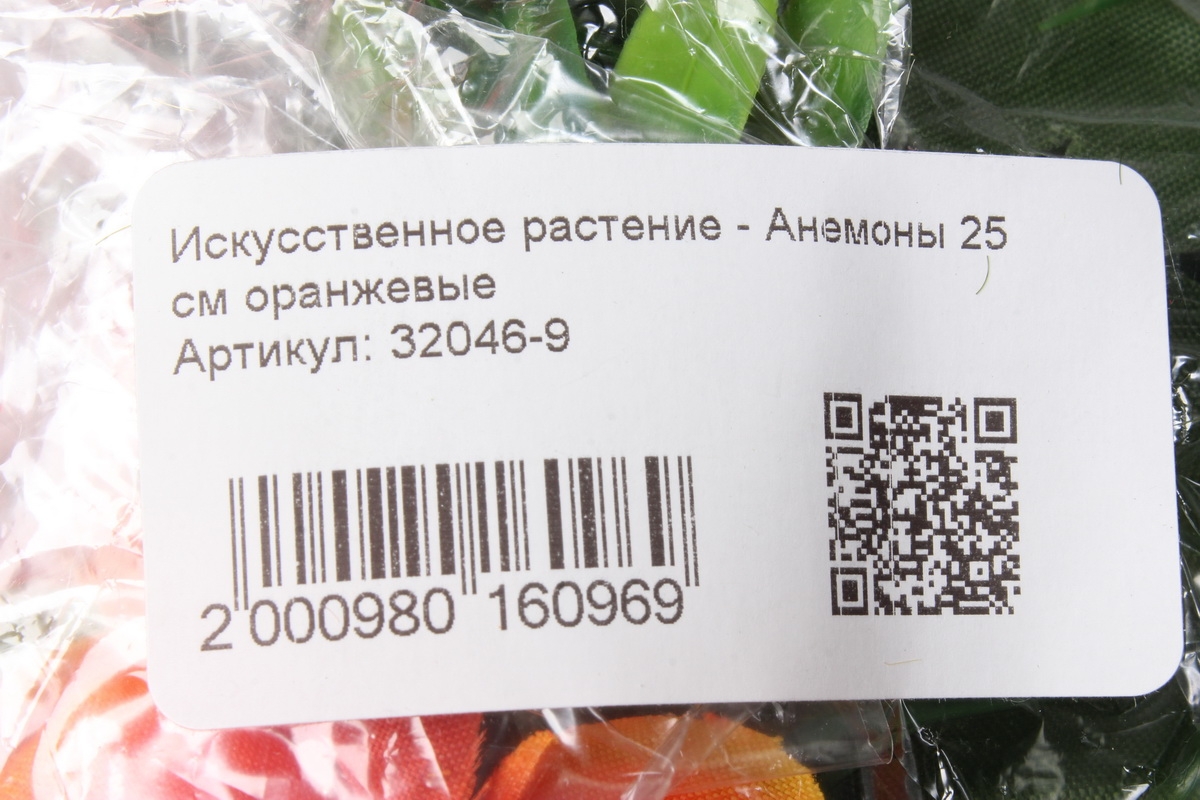 Искусственное растение - Анемоны 25
см оранжевые
Артикул: 32046-9
2 000980 160969